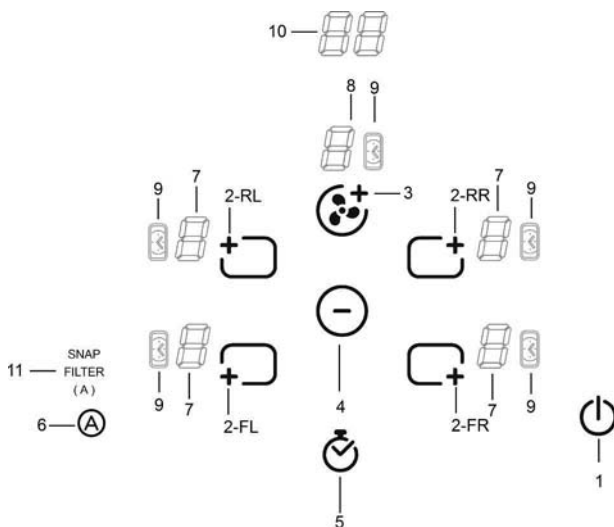 10
8 9
9 7 2-RL 3 2-RR 7 9
SNAP
11 FILTER
(A)
9 7 2-FL 4 2-FR 7 9
6 A
5
1